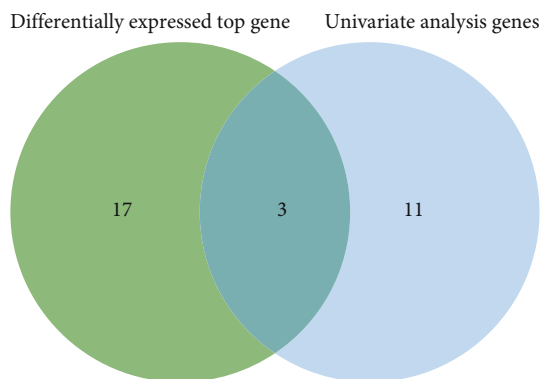 Differentially expressed top gene
Univariate analysis genes
17
3
11